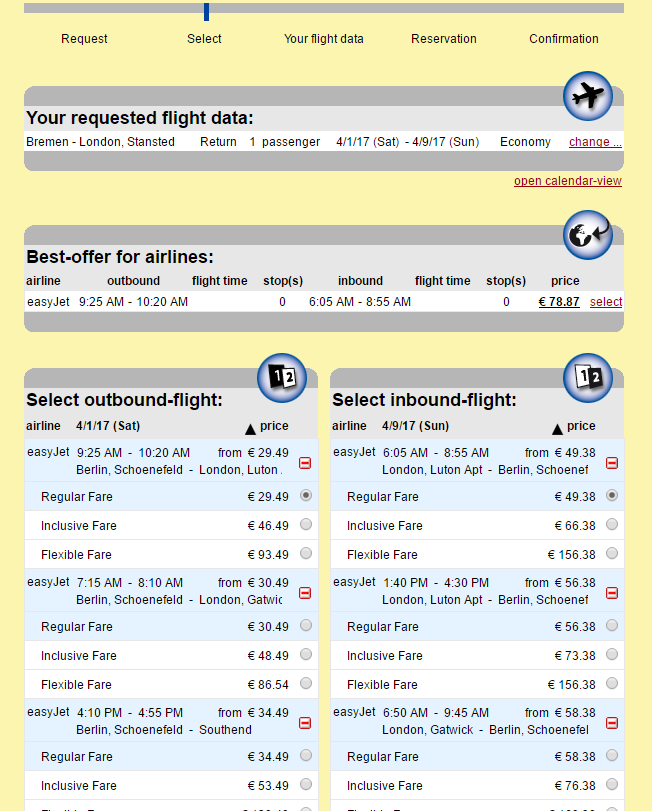 Request Select Your flight data Reservation Confirmation
Your requested flight data:
Bremen - London, Stansted Return 1 passenger 4/1/17 (Sat) - 4/9/17 (Sun) Economy change ...
open calendar-view
Best-offer for airlines:
airline outbound flight time stop(s) inbound flight time stop(s) price
easyJet 9:25 AM - 10:20 AM 0 6:05 AM - 8:55 AM 0 € 78.87 select
1 2
1 2
Select outbound-flight:
airline 4/1/17 (Sat) ▲ price
easyJet 9:25 AM - 10:20 AM from € 29.49
Berlin, Schoenefeld - London, Luton
Regular Fare € 29.49
Inclusive Fare € 46.49
Flexible Fare € 93.49
easyJet 7:15 AM - 8:10 AM from € 30.49
Berlin, Schoenefeld - London, Gatwic
Regular Fare € 30.49
Inclusive Fare € 48.49
Flexible Fare € 86.54
easyJet 4:10 PM - 4:55 PM from € 34.49
Berlin, Schoenefeld - Southend
Regular Fare € 34.49
Inclusive Fare € 53.49
Select inbound-flight:
airline 4/9/17 (Sun) ▲ price
easyJet 6:05 AM - 8:55 AM from € 49.38
London, Luton Apt - Berlin, Schoenef
Regular Fare € 49.38
Inclusive Fare € 66.38
Flexible Fare € 156.38
easyJet 1:40 PM - 4:30 PM from € 56.38
London, Luton Apt - Berlin, Schoenef
Regular Fare € 56.38
Inclusive Fare € 73.38
Flexible Fare € 156.38
easyJet 6:50 AM - 9:45 AM from € 58.38
London, Gatwick - Berlin, Schoenefel
Regular Fare € 58.38
Inclusive Fare € 76.38